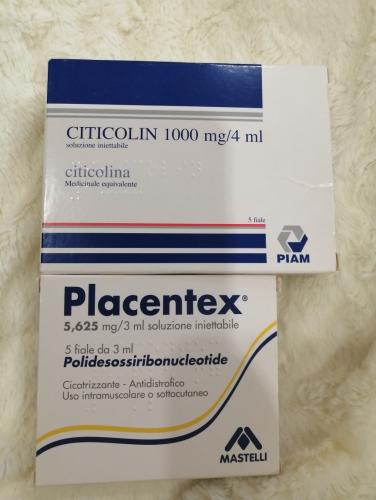 CITICOLIN 1000 mg/4 ml
soluzione iniettabile
citicolina
Medicinale equivalente
5 fiale
PIAM
Placentex®
5,625 mg/3 ml soluzione iniettabile
5 fiale da 3 ml
Polidesossiribonucleotide
Cicatrizzante - Antidistrofico
Uso intramuscolare o sottocutaneo
MASTELLI